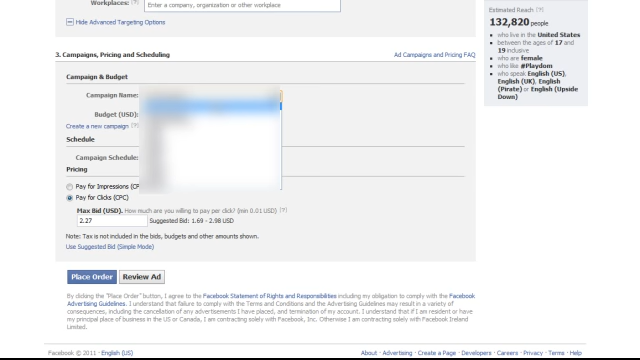 Workplaces: [?] Enter a company, organization or other workplace
Hide Advanced Targeting Options
3. Campaigns, Pricing and Scheduling
Ad Campaigns and Pricing FAQ
Campaign & Budget
Campaign Name:
Budget (USD):
Create a new campaign [?]
Schedule
Campaign Schedule:
Pricing
Pay for Impressions (CP
Pay for Clicks (CPC)
Max Bid (USD). How much are you willing to pay per click? (min 0.01 USD) [?]
2.27 Suggested Bid: 1.69 - 2.98 USD
Note: Tax is not included in the bids, budgets and other amounts shown.
Use Suggested Bid (Simple Mode)
Place Order Review Ad
By clicking the "Place Order" button, I agree to the Facebook Statement of Rights and Responsibilities including my obligation to comply with the Facebook
Advertising Guidelines. I understand that failure to comply with the Terms and Conditions and the Advertising Guidelines may result in a variety of
consequences, including the cancellation of any advertisements I have placed, and termination of my account. I understand that if I am resident or have
my principal place of business in the US or Canada, I am contracting solely with Facebook, Inc. Otherwise I am contracting solely with Facebook Ireland
Limited.
Estimated Reach [?]
132,820 people
who live in the United States
between the ages of 17 and
19 inclusive
who are female
who like #Playdom
who speak English (US),
English (UK), English
(Pirate) or English (Upside
Down)
Facebook © 2011 · English (US)
About · Advertising · Create a Page · Developers · Careers · Privacy · Terms · Help